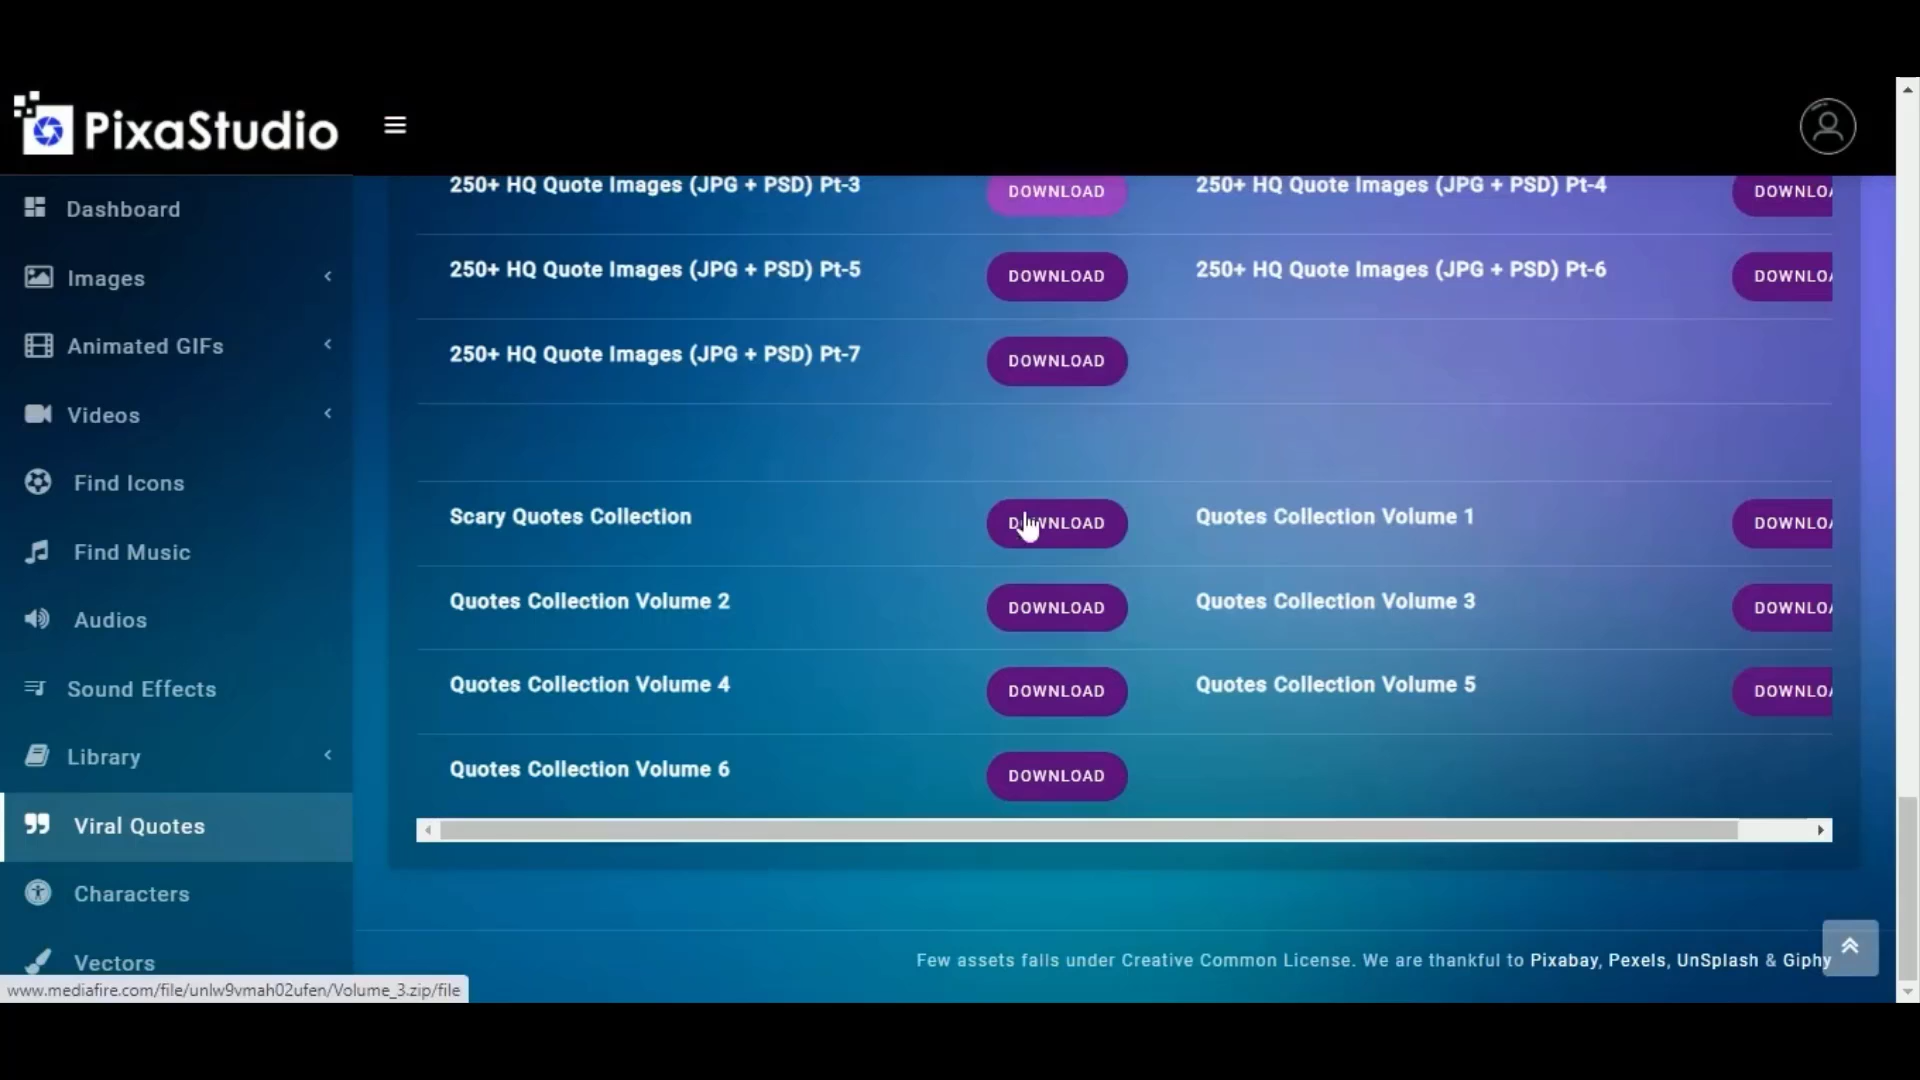 PixaStudio
Dashboard
Images
Animated GIFs
Videos
Find Icons
Find Music
Audios
Sound Effects
Library
Viral Quotes
Characters
Vectors
250+ HQ Quote Images (JPG + PSD) Pt-3 DOWNLOAD 250+ HQ Quote Images (JPG + PSD) Pt-4 DOWNLOA
250+ HQ Quote Images (JPG + PSD) Pt-5 DOWNLOAD 250+ HQ Quote Images (JPG + PSD) Pt-6 DOWNLOA
250+ HQ Quote Images (JPG + PSD) Pt-7 DOWNLOAD
Scary Quotes Collection DOWNLOAD Quotes Collection Volume 1 DOWNLOA
Quotes Collection Volume 2 DOWNLOAD Quotes Collection Volume 3 DOWNLOA
Quotes Collection Volume 4 DOWNLOAD Quotes Collection Volume 5 DOWNLOA
Quotes Collection Volume 6 DOWNLOAD
Few assets falls under Creative Common License. We are thankful to Pixabay, Pexels, UnSplash & Giphy
www.mediafire.com/file/unlw9vmah02ufen/Volume_3.zip/file